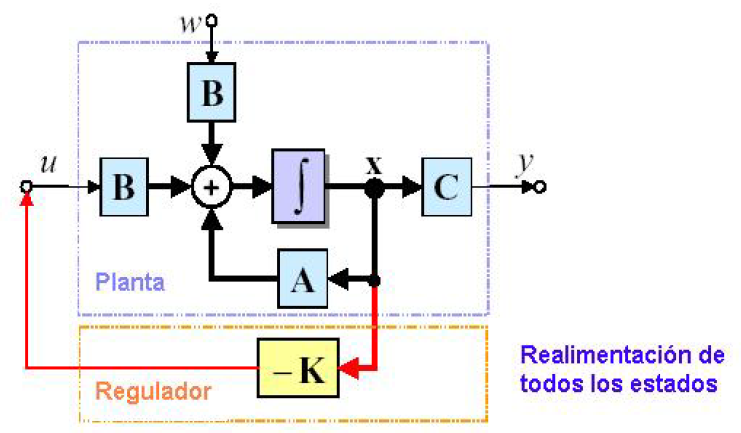 w
B
u
B
+
∫
x
C
y
A
Planta
−K
Regulador
Realimentación de
todos los estados